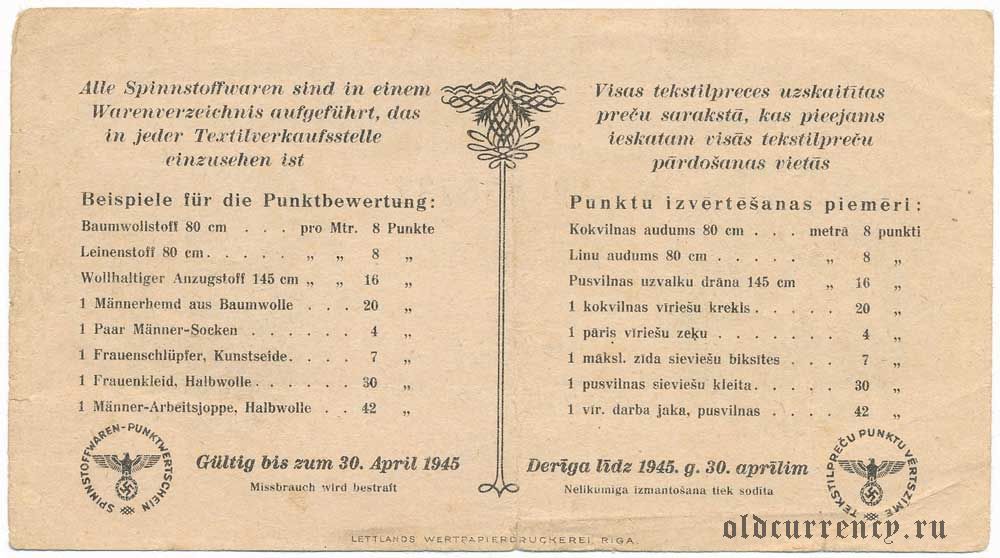 Alle Spinnstoffwaren sind in einem
Warenverzeichnis aufgeführt, das
in jeder Textilverkaufsstelle
einzusehen ist
Beispiele für die Punktbewertung:
Baumwollstoff 80 cm . . . pro Mtr. 8 Punkte
Leinenstoff 80 cm . . . . . „ „ 8 „
Wollhaltiger Anzugstoff 145 cm „ „ 16 „
1 Männerhemd aus Baumwolle . . . 20 „
1 Paar Männer-Socken . . . . . . 4 „
1 Frauenschlüpfer, Kunstseide. . . . 7 „
1 Frauenkleid, Halbwolle . . . . . . 30 „
1 Männer-Arbeitsjoppe, Halbwolle . . 42 „
SPINNSTOFFWAREN-PUNKTWERTSCHEIN
Gültig bis zum 30. April 1945
Missbrauch wird bestraft
Visas tekstilpreces uzskaitītas
preču sarakstā, kas pieejams
ieskatam visās tekstilpreču
pārdošanas vietās
Punktu izvērtēšanas piemēri:
Kokvilnas audums 80 cm . . . metrā 8 punkti
Linu audums 80 cm . . . . . „ 8 „
Pusvilnas uzvalku drāna 145 cm „ 16 „
1 kokvilnas vīriešu krekls . . . . 20 „
1 pāris vīriešu zeķu . . . . . . 4 „
1 māksl. zīda sieviešu biksītes . . . 7 „
1 pusvilnas sieviešu kleita. . . . . 30 „
1 vīr. darba jaka, pusvilnas . . . . 42 „
Derīga līdz 1945. g. 30. aprīlim
Nelikumīga izmantošana tiek sodīta
TEKSTILPREČU PUNKTU VĒRTSZĪME
LETTLANDS WERTPAPIERDRUCKEREI, RIGA.
oldcurrency.ru